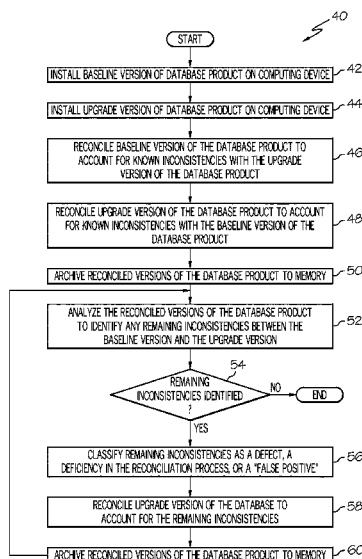 40
START
INSTALL BASELINE VERSION OF DATABASE PRODUCT ON COMPUTING DEVICE
42
INSTALL UPGRADE VERSION OF DATABASE PRODUCT ON COMPUTING DEVICE
44
RECONCILE BASELINE VERSION OF THE DATABASE PRODUCT TO
ACCOUNT FOR KNOWN INCONSISTENCIES WITH THE UPGRADE
VERSION OF THE DATABASE PRODUCT
46
RECONCILE UPGRADE VERSION OF THE DATABASE PRODUCT TO ACCOUNT
FOR KNOWN INCONSISTENCIES WITH THE BASELINE VERSION OF THE
DATABASE PRODUCT
48
ARCHIVE RECONCILED VERSIONS OF THE DATABASE PRODUCT TO MEMORY
50
ANALYZE THE RECONCILED VERSIONS OF THE DATABASE PRODUCT
TO IDENTIFY ANY REMAINING INCONSISTENCIES BETWEEN THE
BASELINE VERSION AND THE UPGRADE VERSION
52
54
REMAINING
INCONSISTENCIES IDENTIFIED
?
NO
END
YES
CLASSIFY REMAINING INCONSISTENCIES AS A DEFECT, A
DEFICIENCY IN THE RECONCILIATION PROCESS, OR A "FALSE POSITIVE"
56
RECONCILE UPGRADE VERSION OF THE DATABASE TO
ACCOUNT FOR THE REMAINING INCONSISTENCIES
58
ARCHIVE RECONCILED VERSIONS OF THE DATABASE PRODUCT TO MEMORY
60